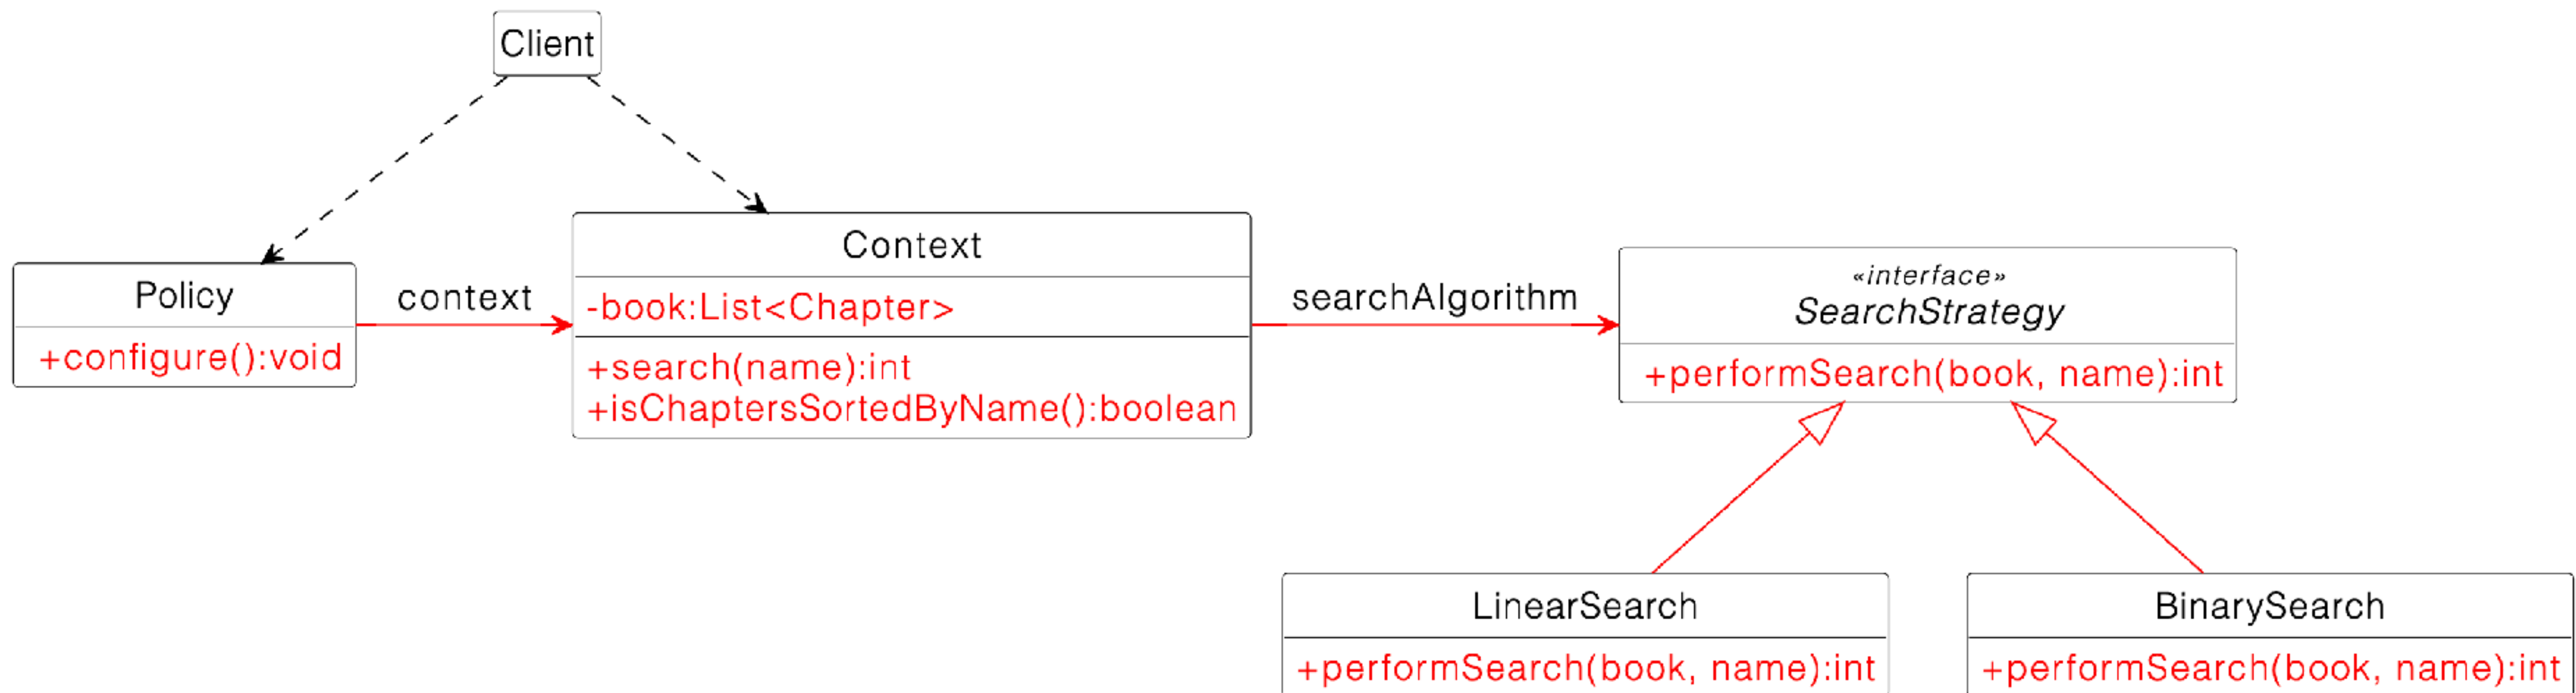 Client
Policy
+configure():void
context
Context
-book:List<Chapter>
+search(name):int
+isChaptersSortedByName():boolean
searchAlgorithm
«interface»
SearchStrategy
+performSearch(book, name):int
LinearSearch
+performSearch(book, name):int
BinarySearch
+performSearch(book, name):int